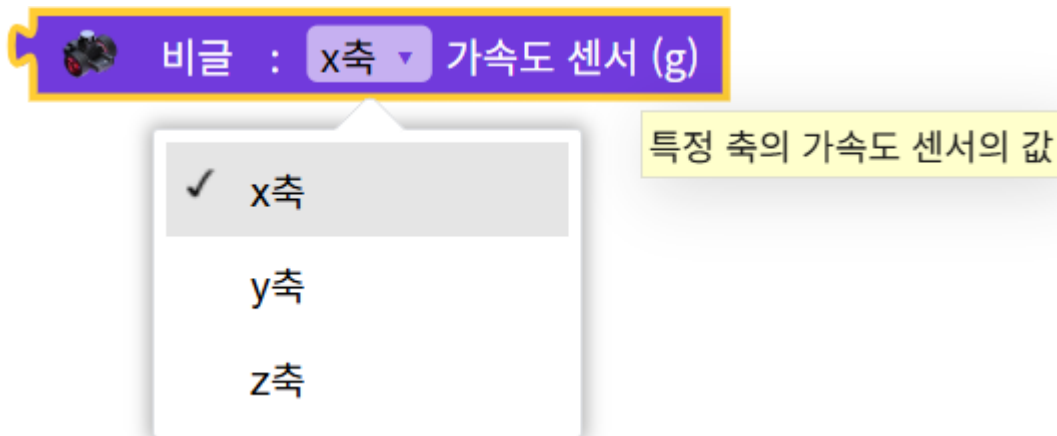 비글 : x축 ▾ 가속도 센서 (g)
특정 축의 가속도 센서의 값
✓ x축
y축
z축